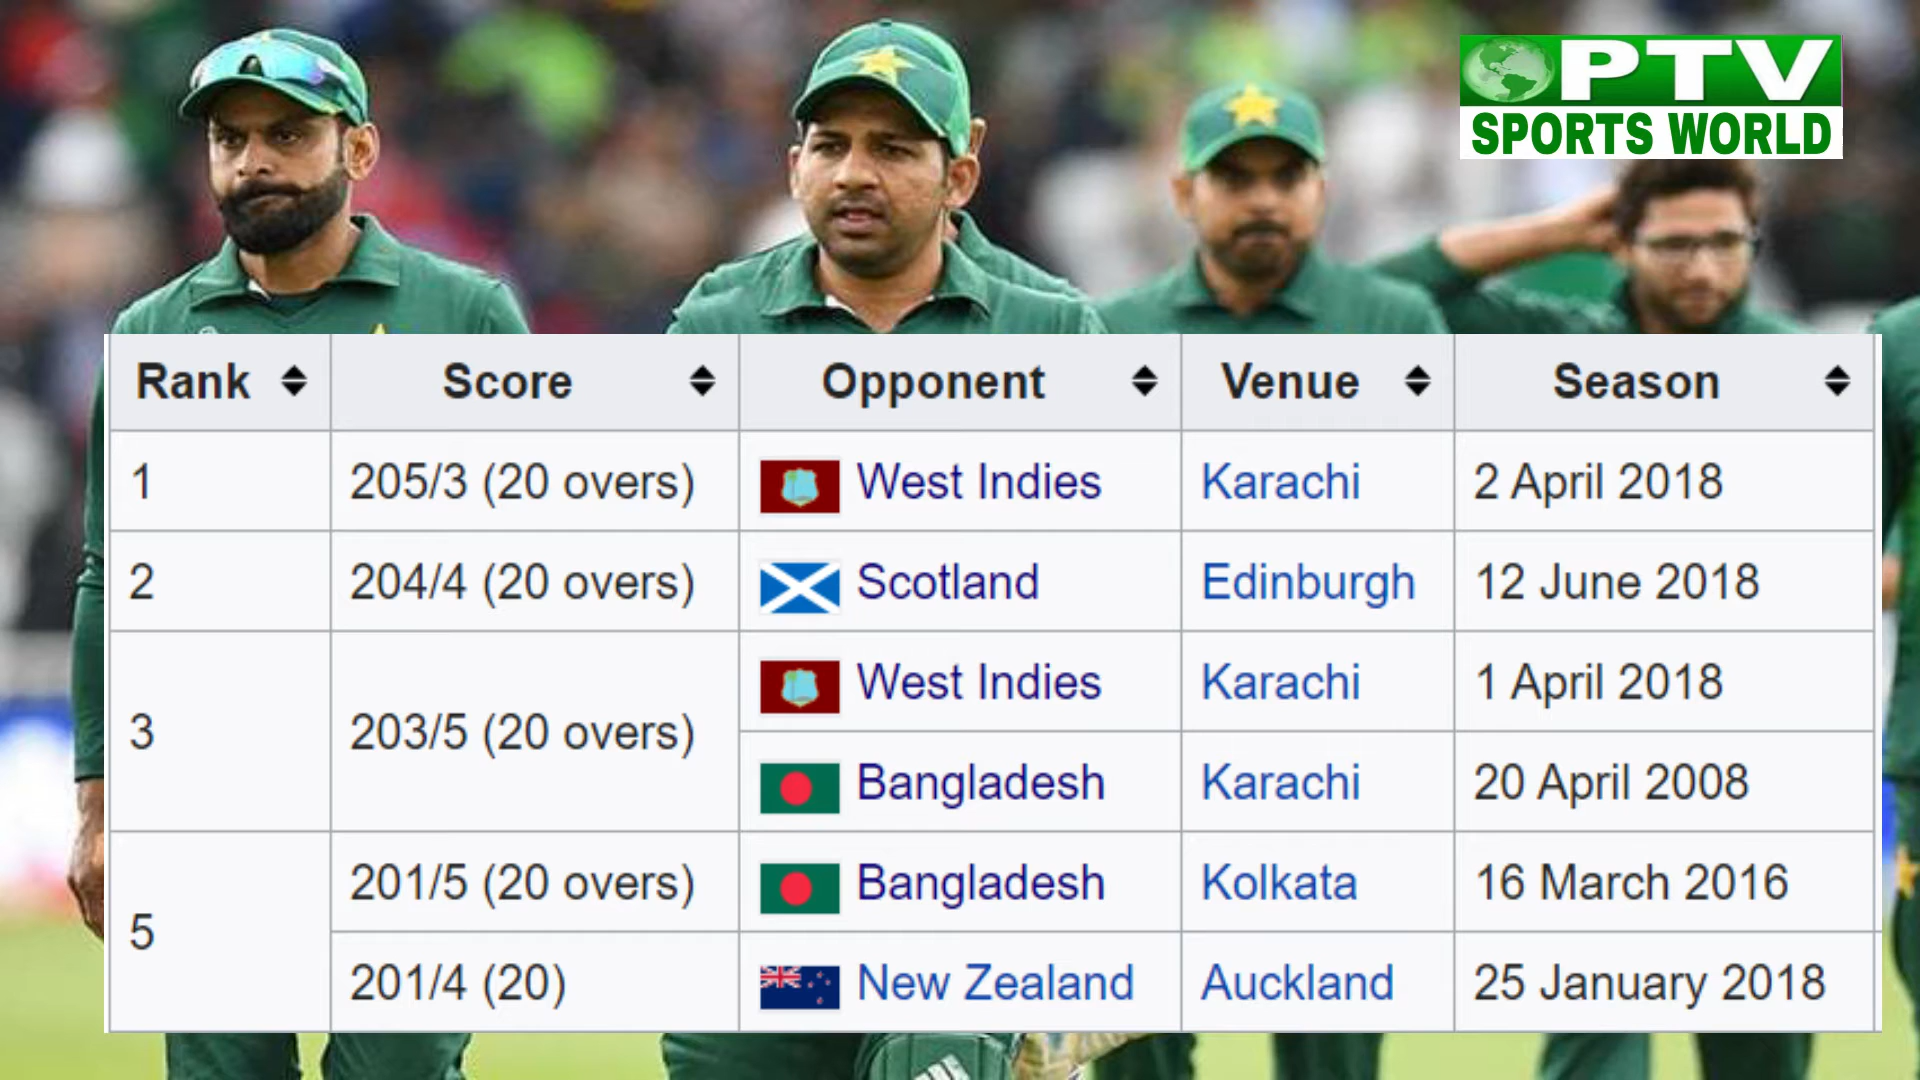 PTV
SPORTS WORLD
Rank Score Opponent Venue Season
1 205/3 (20 overs) West Indies Karachi 2 April 2018
2 204/4 (20 overs) Scotland Edinburgh 12 June 2018
3 203/5 (20 overs) West Indies Karachi 1 April 2018
Bangladesh Karachi 20 April 2008
5 201/5 (20 overs) Bangladesh Kolkata 16 March 2016
201/4 (20) New Zealand Auckland 25 January 2018